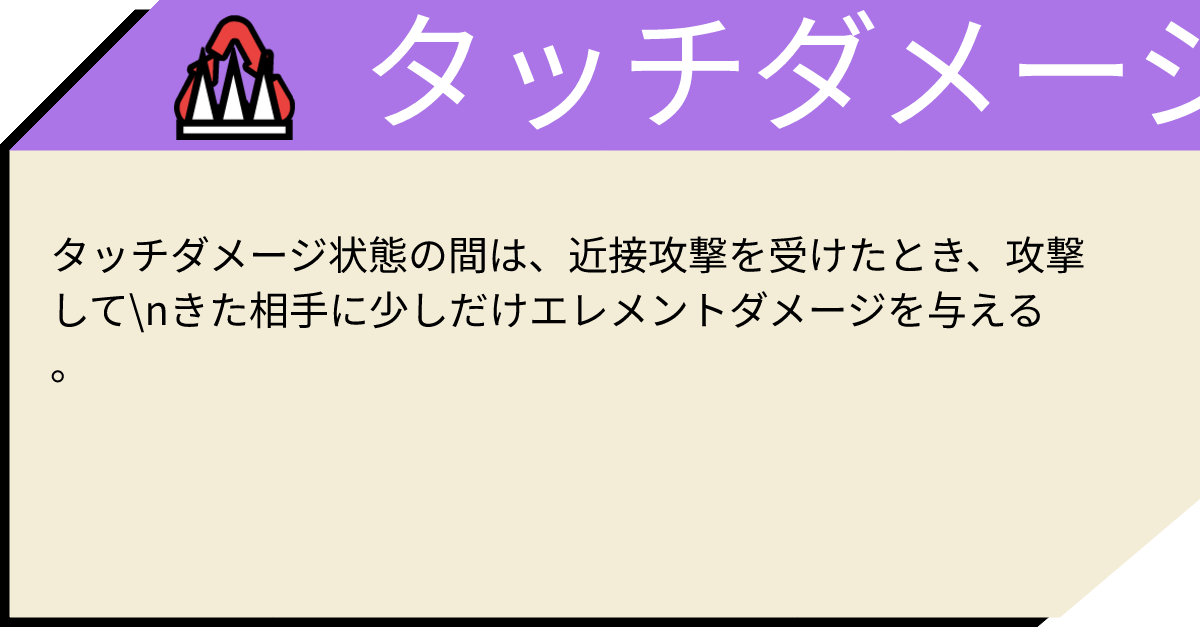 タッチダメージ
タッチダメージ状態の間は、近接攻撃を受けたとき、攻撃
して\nきた相手に少しだけエレメントダメージを与える
。